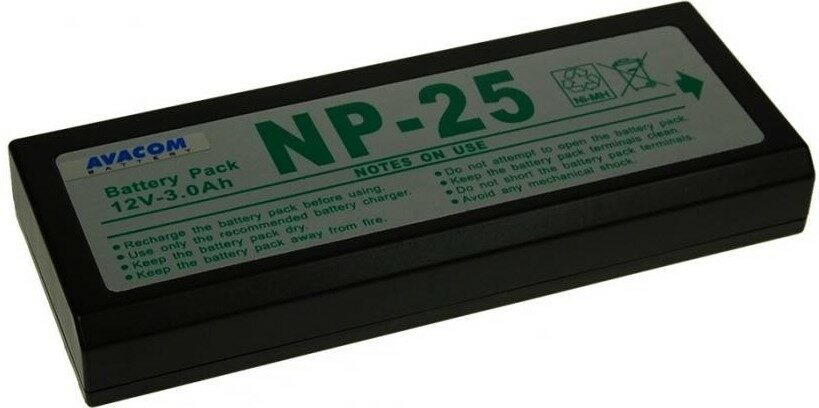 AVACOM
BATTERY
NP-25
Ni-MH
Battery Pack
12V-3.0Ah
NOTES ON USE
● Recharge the battery pack before using.
● Use only the recommended battery charger.
● Keep the battery pack dry.
● Keep the battery pack away from fire.
● Do not attempt to open the battery pack.
● Keep the battery pack terminals clean.
● Do not short the battery pack terminals.
● Avoid any mechanical shock.